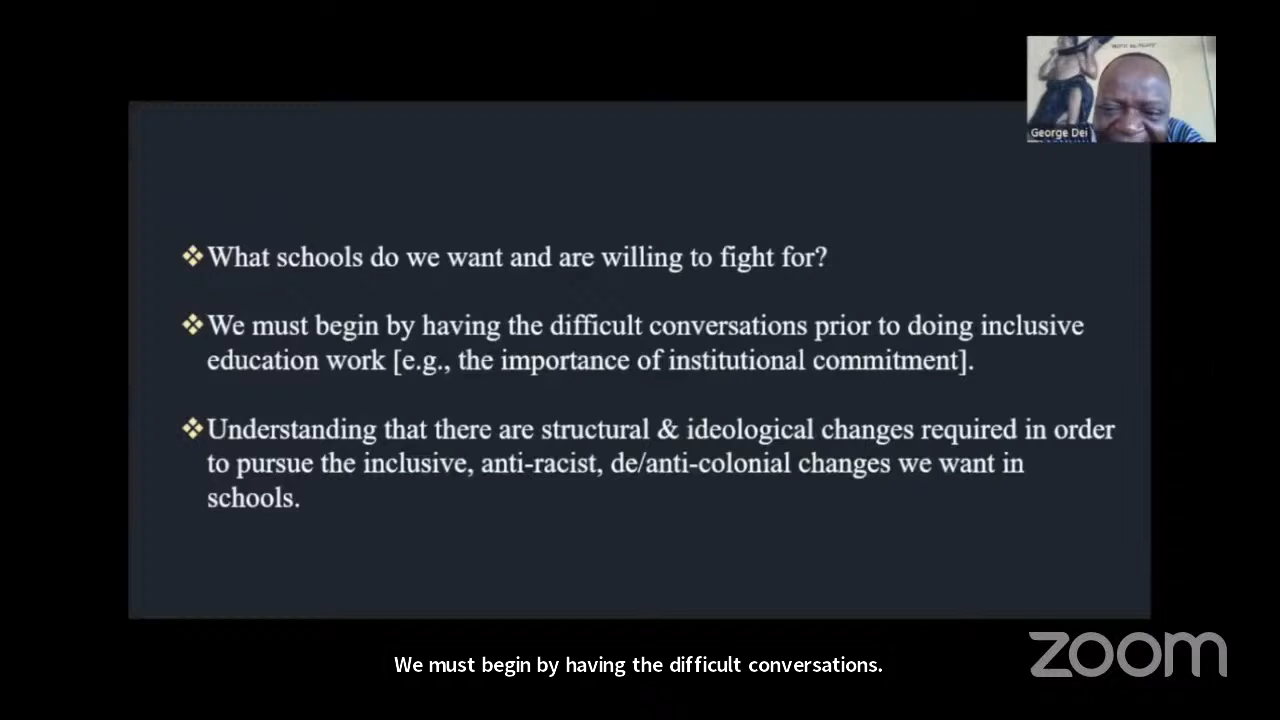 George Dei
❖What schools do we want and are willing to fight for?
❖We must begin by having the difficult conversations prior to doing inclusive
education work [e.g., the importance of institutional commitment].
❖Understanding that there are structural & ideological changes required in order
to pursue the inclusive, anti-racist, de/anti-colonial changes we want in
schools.
We must begin by having the difficult conversations.
zoom